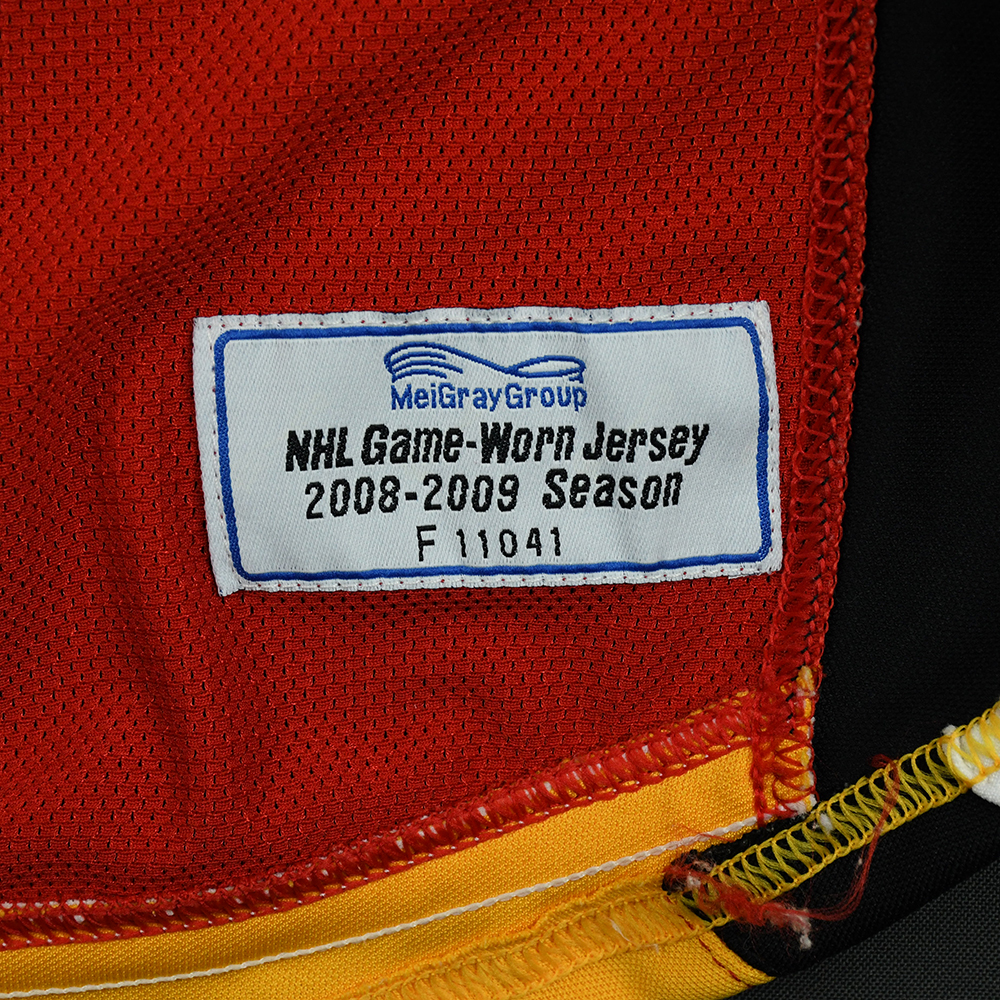 MeiGrayGroup
NHL Game-Worn Jersey
2008-2009 Season
F 11041